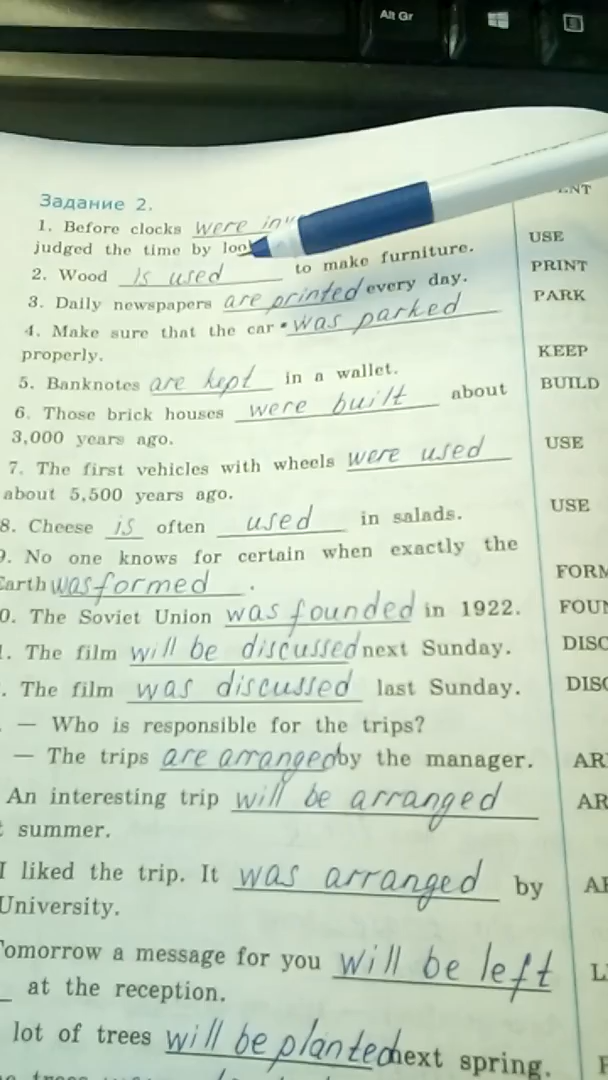 Alt Gr
Задание 2.
1. Before clocks were
judged the time by
USE
2. Wood is used to make furniture.
PRINT
3. Daily newspapers are printed every day.
PARK
4. Make sure that the car was parked
properly.
KEEP
5. Banknotes are kept in a wallet.
BUILD
6. Those brick houses were built about
3,000 years ago.
USE
7. The first vehicles with wheels were used
about 5,500 years ago.
USE
8. Cheese is often used in salads.
9. No one knows for certain when exactly the
Earth was formed.
FORM
0. The Soviet Union was founded in 1922.
FOUN
1. The film will be discussed next Sunday.
DISC
. The film was discussed last Sunday.
DISC
— Who is responsible for the trips?
— The trips are arranged by the manager.
AR
An interesting trip will be arranged
AR
summer.
I liked the trip. It was arranged by
University.
Tomorrow a message for you will be left
at the reception.
lot of trees will be planted next spring.